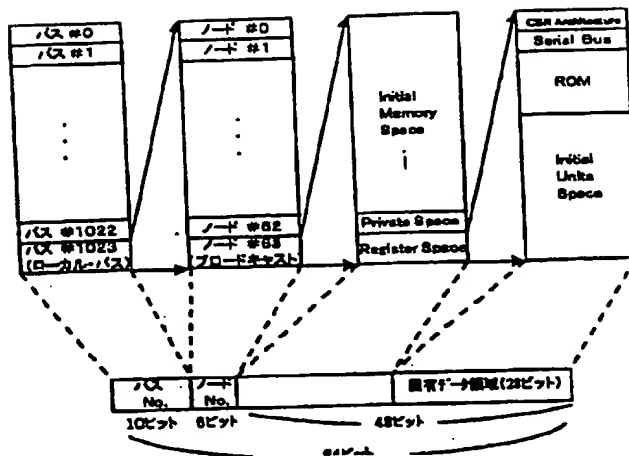 バス #0
バス #1
バス #1022
バス #1023
(ローカル-バス)
ノード #0
ノード #1
ノード #62
ノード #63
(ブロードキャスト)
Initial
Memory
Space
Private Space
Register Space
CSR Architecture
Serial Bus
ROM
Initial
Units
Space
バス
No.
ノード
No.
固有データ領域(28ビット)
10ビット
6ビット
48ビット
64ビット